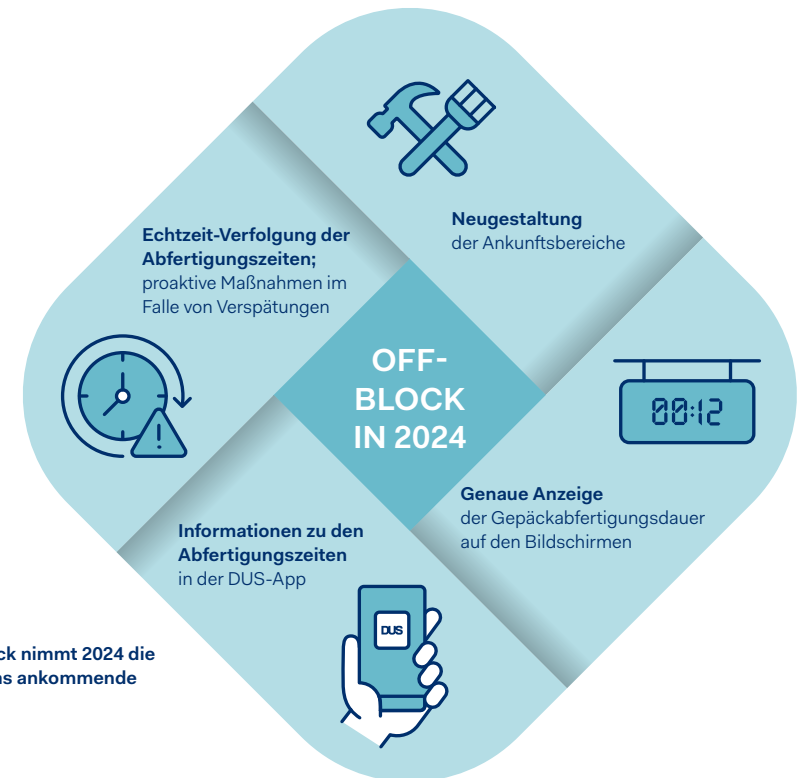 Neugestaltung
der Ankunftsbereiche
Echtzeit-Verfolgung der
Abfertigungszeiten;
proaktive Maßnahmen im
Falle von Verspätungen
OFF-
BLOCK
IN 2024
00:12
Genaue Anzeige
der Gepäckabfertigungsdauer
auf den Bildschirmen
Informationen zu den
Abfertigungszeiten
in der DUS-App
DUS
nimmt 2024 die
ankommende